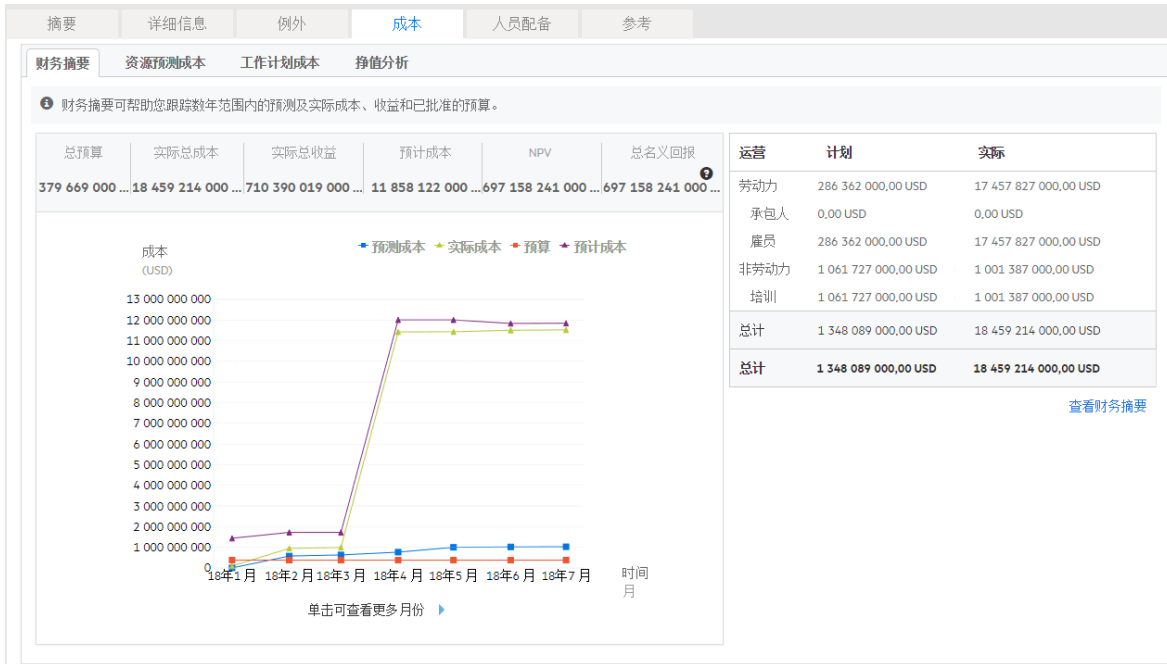 摘要 详细信息 例外 成本 人员配备 参考
财务摘要 资源预测成本 工作计划成本 挣值分析
财务摘要可帮助您跟踪数年范围内的预测及实际成本、收益和已批准的预算。
总预算 实际总成本 实际总收益 预计成本 NPV 总名义回报
379 669 000 ... 18 459 214 000 ... 710 390 019 000 ... 11 858 122 000 ... 697 158 241 000 ... 697 158 241 000 ...
成本
(USD)
预测成本 实际成本 预算 预计成本
13 000 000 000
12 000 000 000
11 000 000 000
10 000 000 000
9 000 000 000
8 000 000 000
7 000 000 000
6 000 000 000
5 000 000 000
4 000 000 000
3 000 000 000
2 000 000 000
1 000 000 000
0
18年1月 18年2月 18年3月 18年4月 18年5月 18年6月 18年7月
时间
月
单击可查看更多月份
运营 计划 实际
劳动力 286 362 000,00 USD 17 457 827 000,00 USD
承包人 0,00 USD 0,00 USD
雇员 286 362 000,00 USD 17 457 827 000,00 USD
非劳动力 1 061 727 000,00 USD 1 001 387 000,00 USD
培训 1 061 727 000,00 USD 1 001 387 000,00 USD
总计 1 348 089 000,00 USD 18 459 214 000,00 USD
总计 1 348 089 000,00 USD 18 459 214 000,00 USD
查看财务摘要